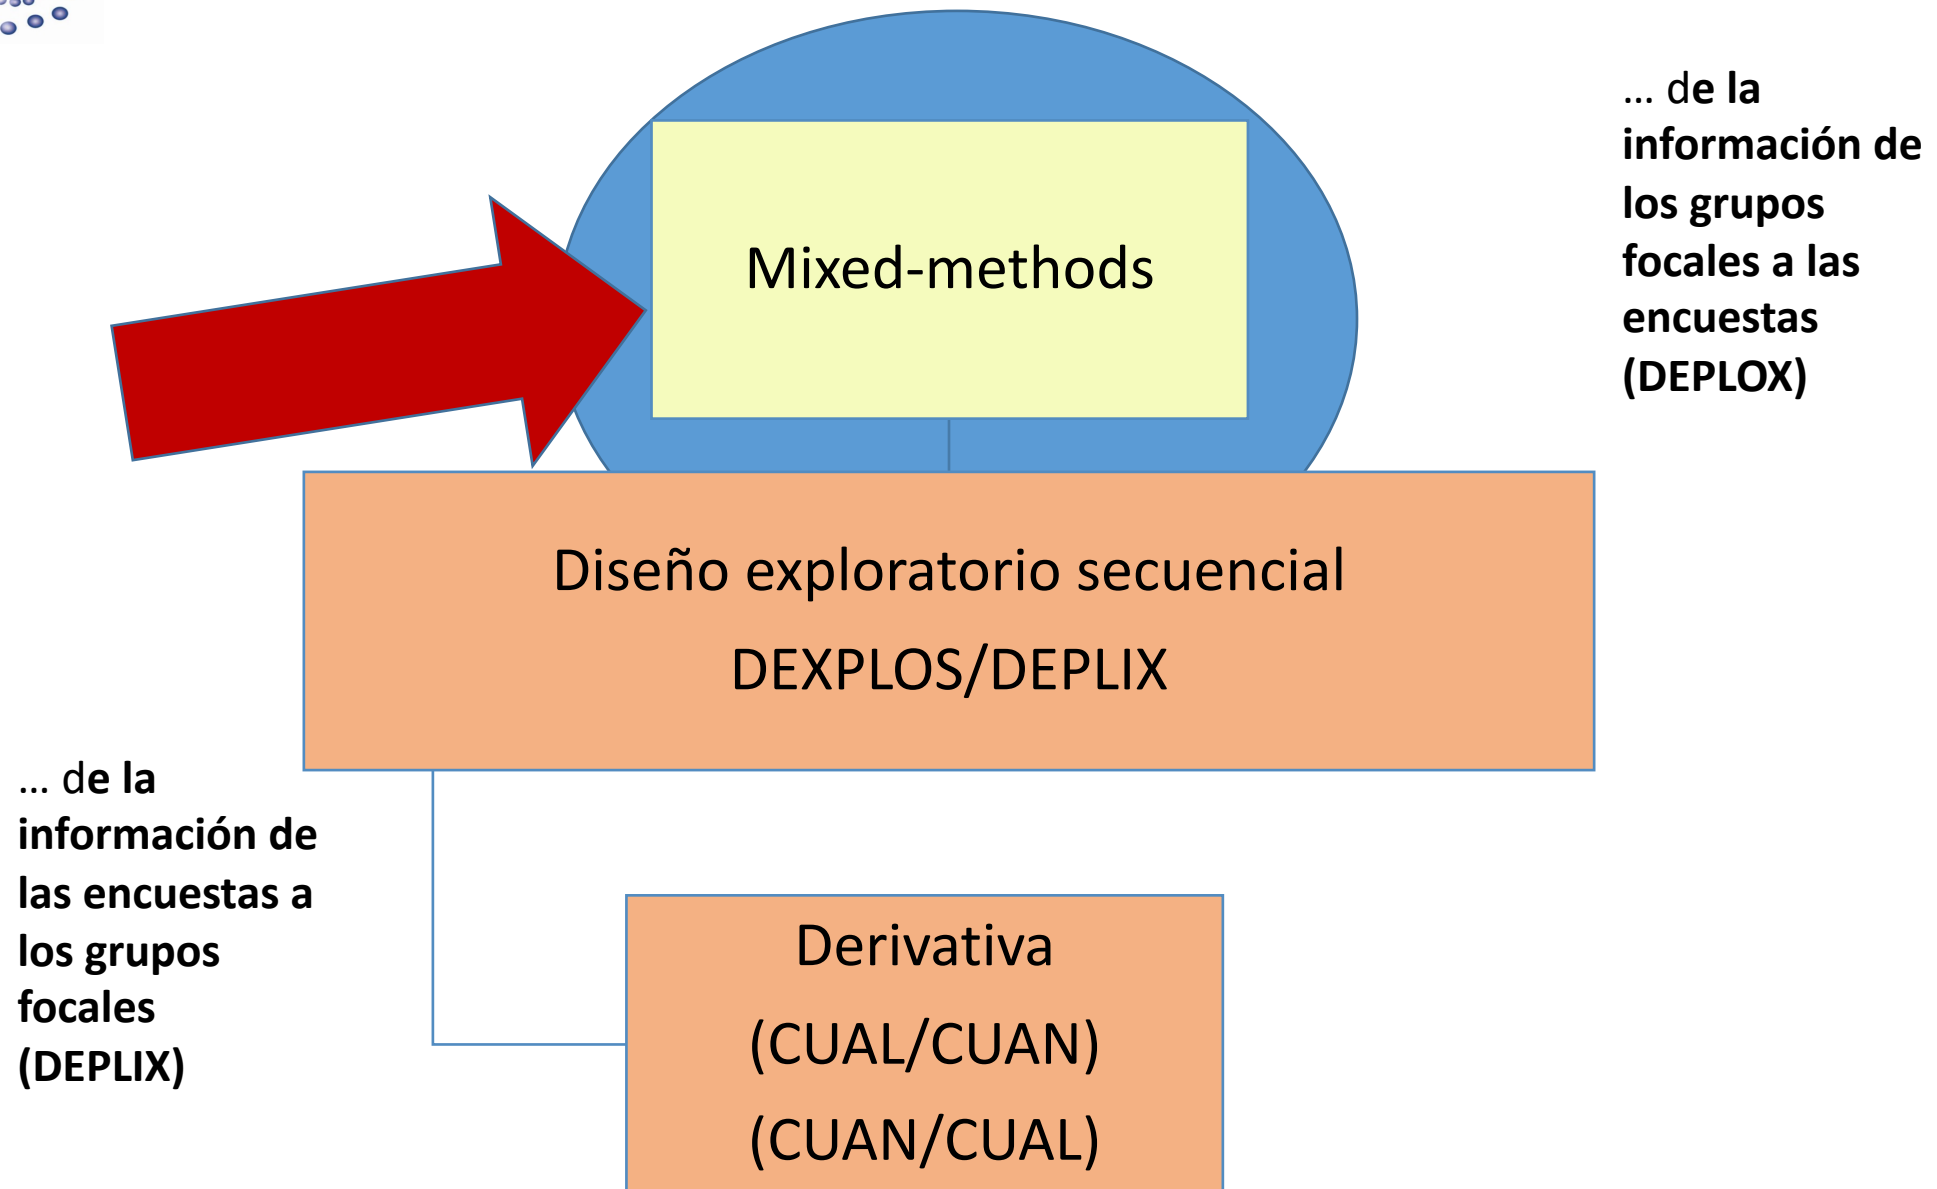 ... de la
información de
los grupos
focales a las
encuestas
(DEPLOX)
Mixed-methods
Diseño exploratorio secuencial
DEXPLOS/DEPLIX
... de la
información de
las encuestas a
los grupos
focales
(DEPLIX)
Derivativa
(CUAL/CUAN)
(CUAN/CUAL)